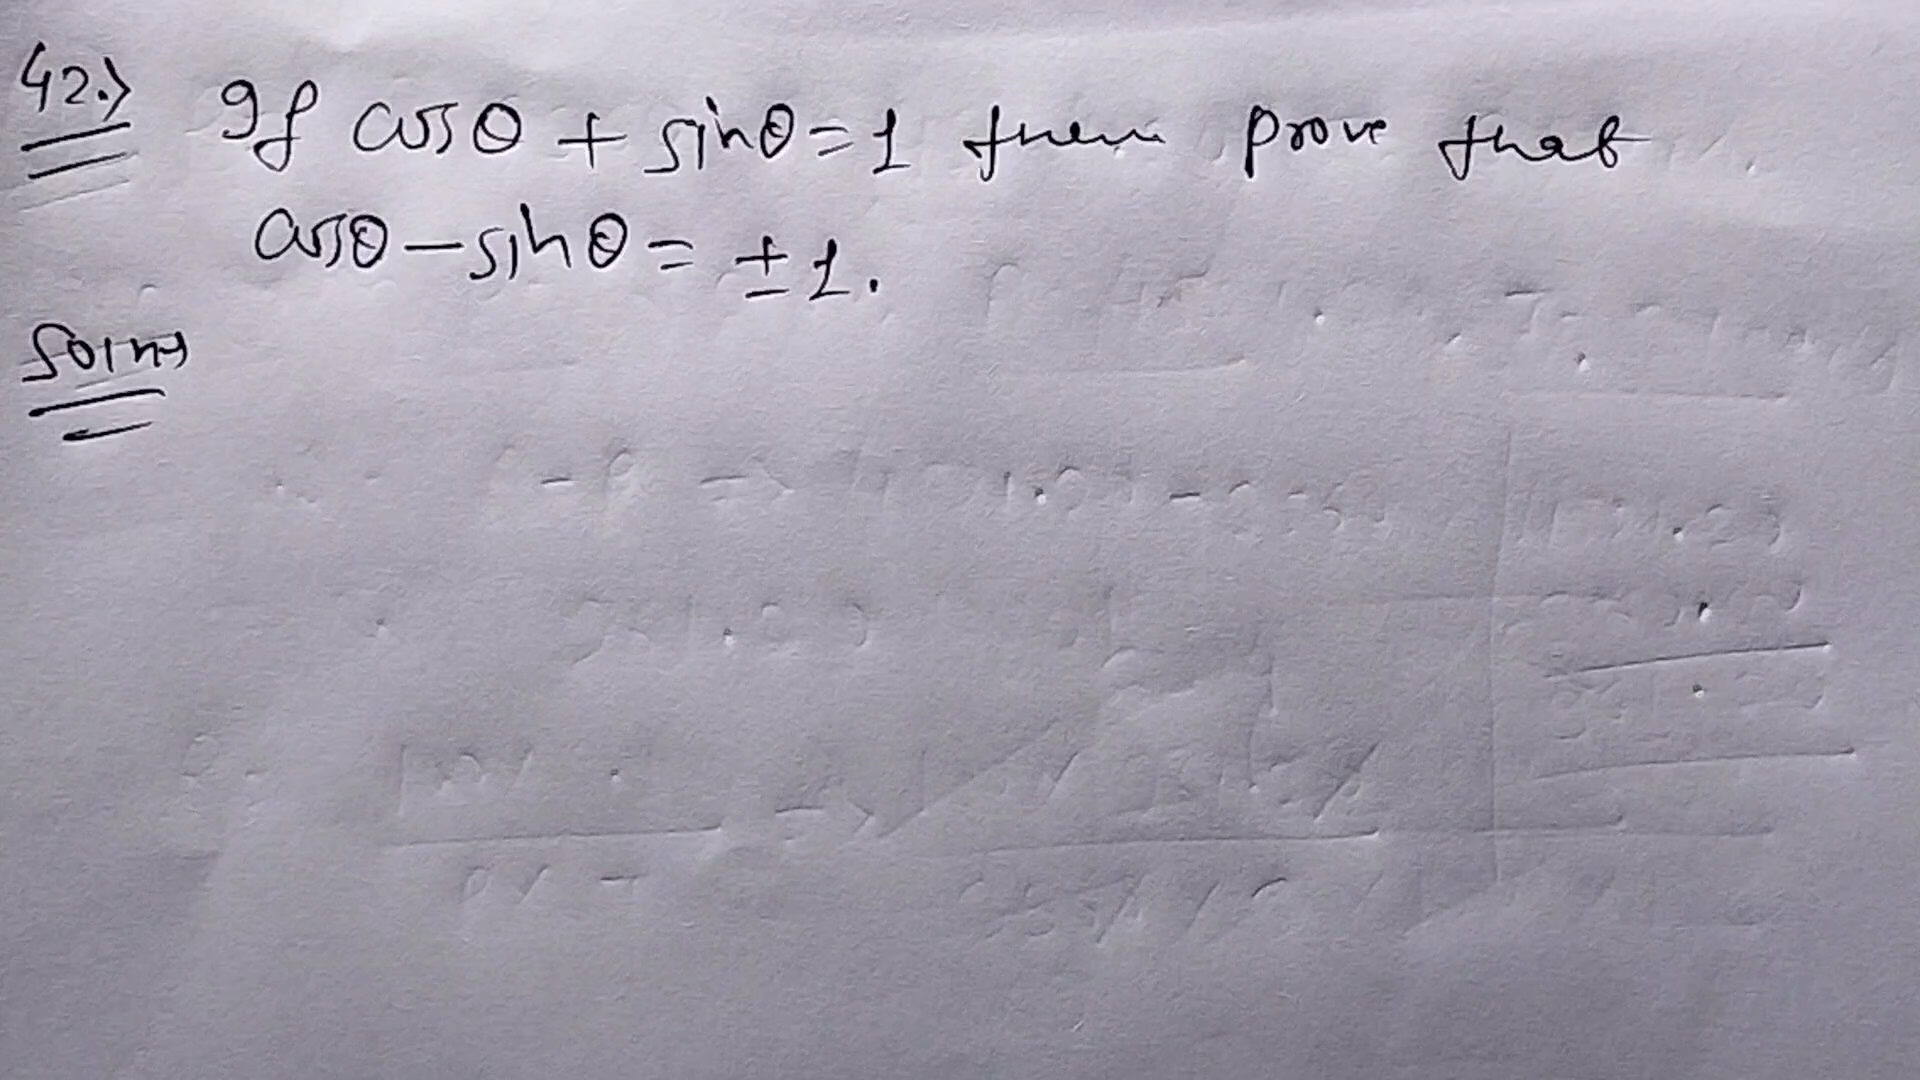 42.) If cosθ + sinθ = 1 then prove that
cosθ - sinθ = ± 1.
Soln